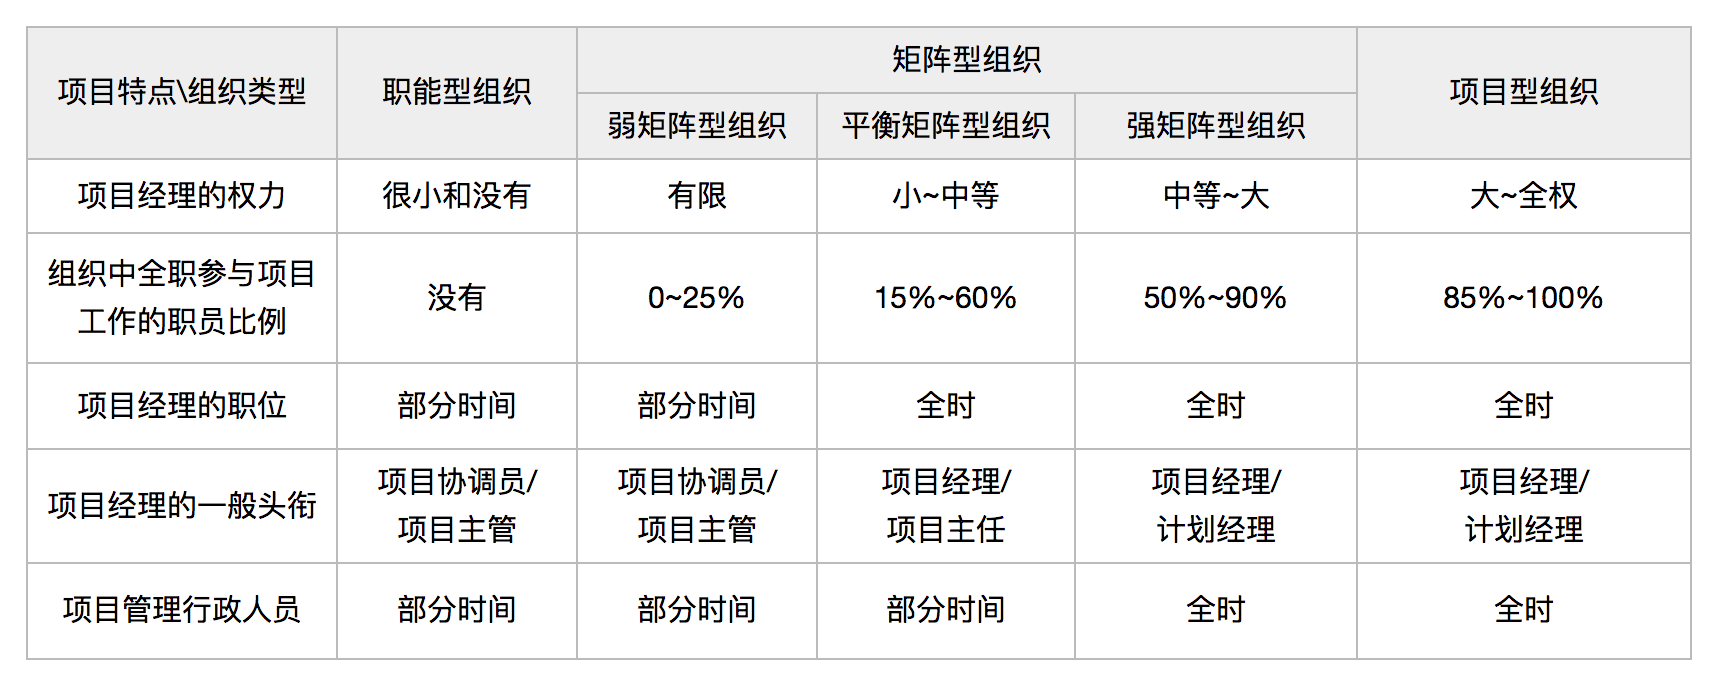 项目特点\组织类型
职能型组织
矩阵型组织
项目型组织
弱矩阵型组织
平衡矩阵型组织
强矩阵型组织
项目经理的权力
很小和没有
有限
小~中等
中等~大
大~全权
组织中全职参与项目
工作的职员比例
没有
0~25%
15%~60%
50%~90%
85%~100%
项目经理的职位
部分时间
部分时间
全时
全时
全时
项目经理的一般头衔
项目协调员/
项目主管
项目协调员/
项目主管
项目经理/
项目主任
项目经理/
计划经理
项目经理/
计划经理
项目管理行政人员
部分时间
部分时间
部分时间
全时
全时